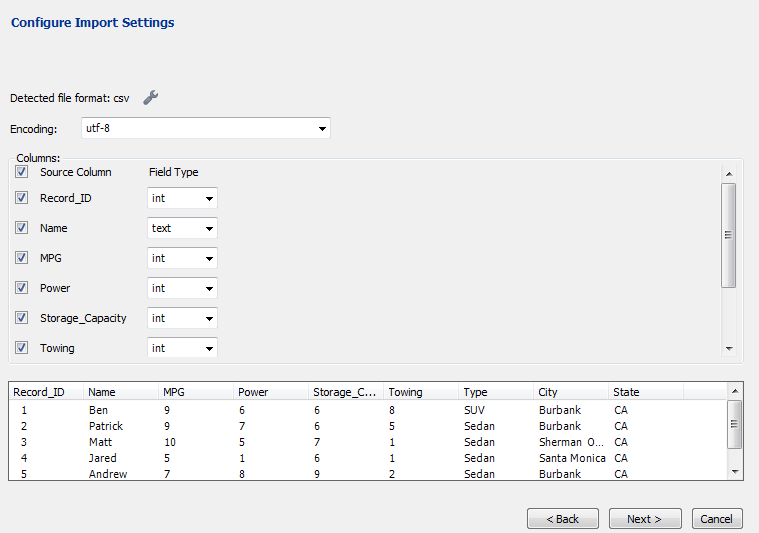 Configure Import Settings
Detected file format: csv
Encoding: utf-8
Columns:
Source Column Field Type
Record_ID int
Name text
MPG int
Power int
Storage_Capacity int
Towing int
Record_ID Name MPG Power Storage_C... Towing Type City State
1 Ben 9 6 6 8 SUV Burbank CA
2 Patrick 9 7 6 5 Sedan Burbank CA
3 Matt 10 5 7 1 Sedan Sherman O... CA
4 Jared 5 1 6 1 Sedan Santa Monica CA
5 Andrew 7 8 9 2 Sedan Burbank CA
< Back Next > Cancel